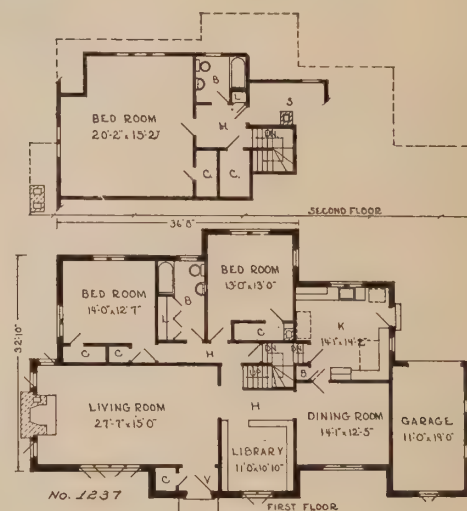 BED ROOM
20'-2" x 15'-2"
B
L
H
S
C.
C.
DN
SECOND FLOOR
36'-8"
32'-10"
BED ROOM
14'-0" x 12'-7"
L
B
BED ROOM
13'-0" x 13'-0"
C
C
C
H
DN.
DN.
K
14'-1" x 14'-2"
B
UP
H
LIVING ROOM
27'-7" x 15'-0"
LIBRARY
11'-0" x 10'-10"
DINING ROOM
14'-1" x 12'-5"
GARAGE
11'-0" x 19'-0"
C
V
No. 1237
FIRST FLOOR